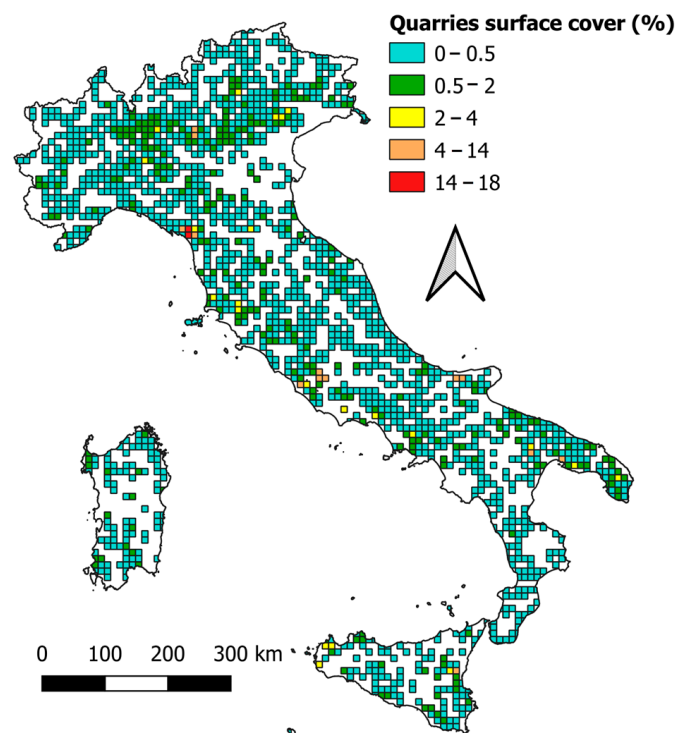 Quarries surface cover (%)
0 – 0.5
0.5 – 2
2 – 4
4 – 14
14 – 18
0 100 200 300 km